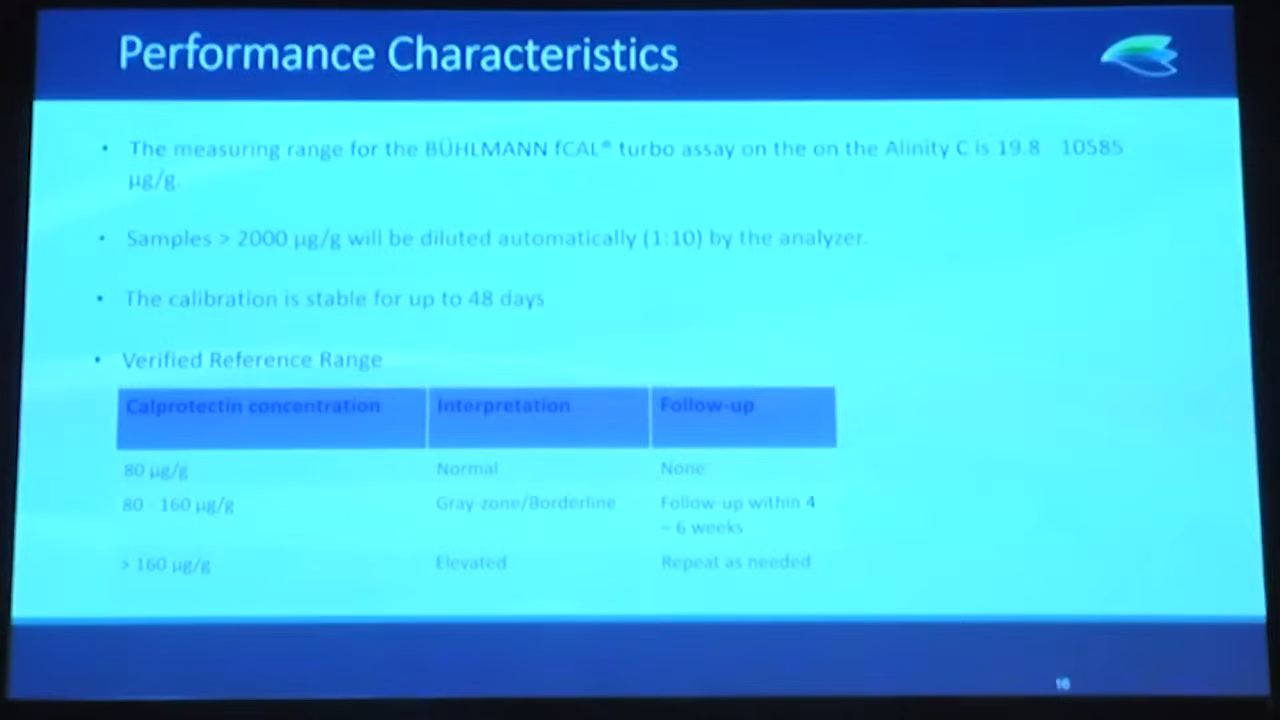 Performance Characteristics
• The measuring range for the BÜHLMANN fCAL® turbo assay on the on the Alinity C is 19.8 10585
µg/g.
• Samples > 2000 µg/g will be diluted automatically (1:10) by the analyzer.
• The calibration is stable for up to 48 days
• Verified Reference Range
Calprotectin concentration Interpretation Follow-up
80 µg/g Normal None
80 160 µg/g Gray-zone/Borderline Follow-up within 4
– 6 weeks
> 160 µg/g Elevated Repeat as needed
16